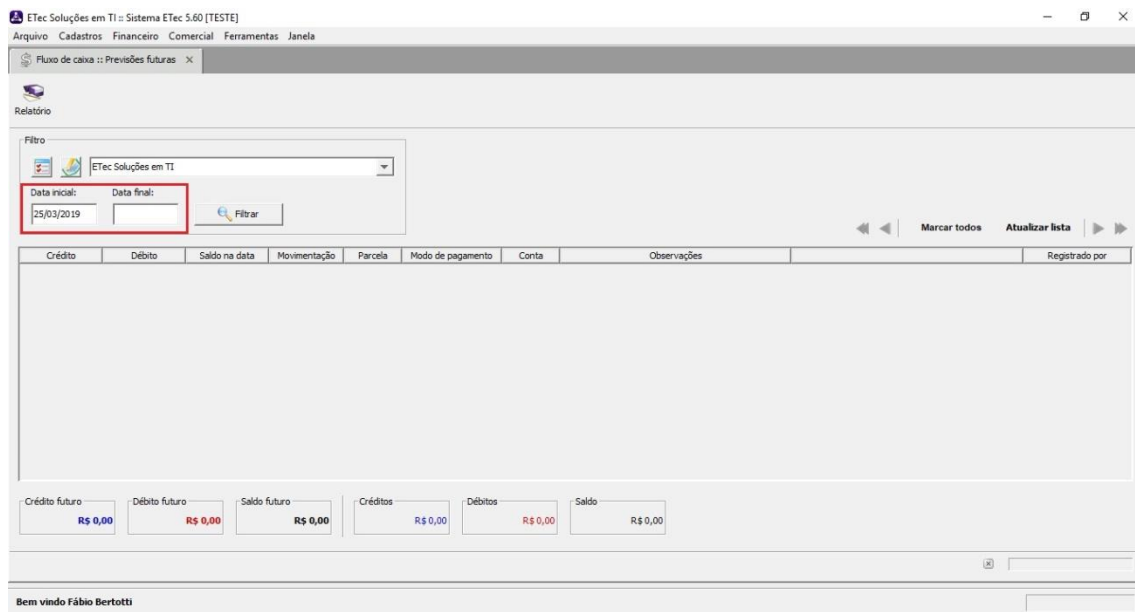 ETec Soluções em TI :: Sistema ETec 5.60 [TESTE]
Arquivo Cadastros Financeiro Comercial Ferramentas Janela
Fluxo de caixa :: Previsões futuras
Relatório
Filtro
ETec Soluções em TI
Data inicial: Data final:
25/03/2019 Filtrar
Marcar todos Atualizar lista
Crédito Débito Saldo na data Movimentação Parcela Modo de pagamento Conta Observações Registrado por
Crédito futuro Débito futuro Saldo futuro Créditos Débitos Saldo
R$ 0,00 R$ 0,00 R$ 0,00 R$ 0,00 R$ 0,00 R$ 0,00
Bem vindo Fábio Bertotti